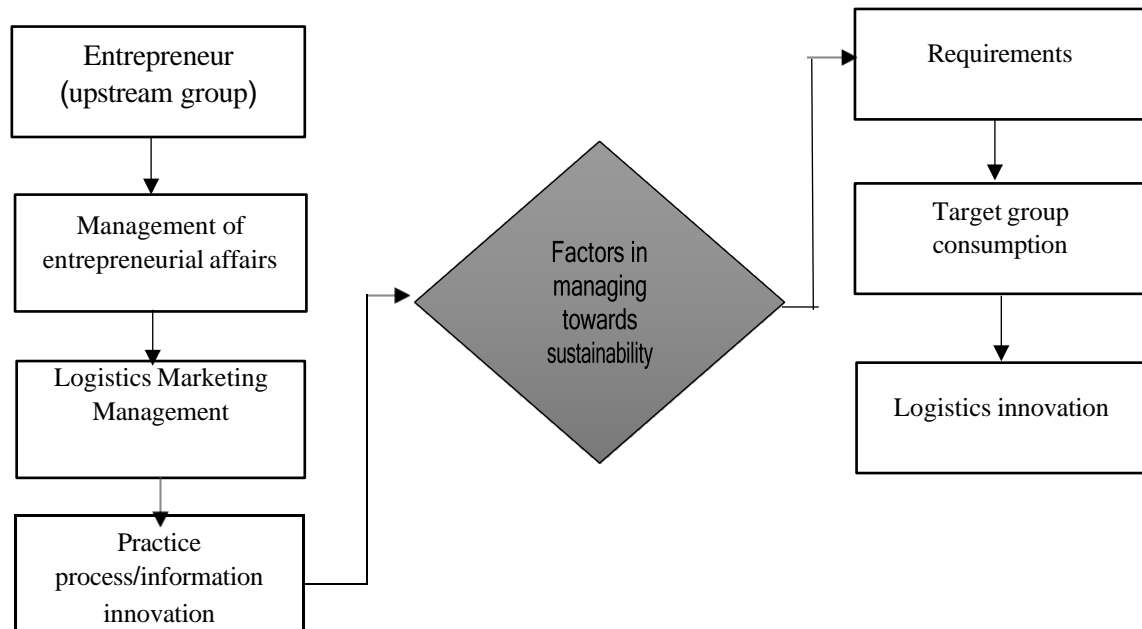 Entrepreneur
(upstream group)
Management of
entrepreneurial affairs
Logistics Marketing
Management
Practice
process/information
innovation
Factors in
managing
towards
sustainability
Requirements
Target group
consumption
Logistics innovation